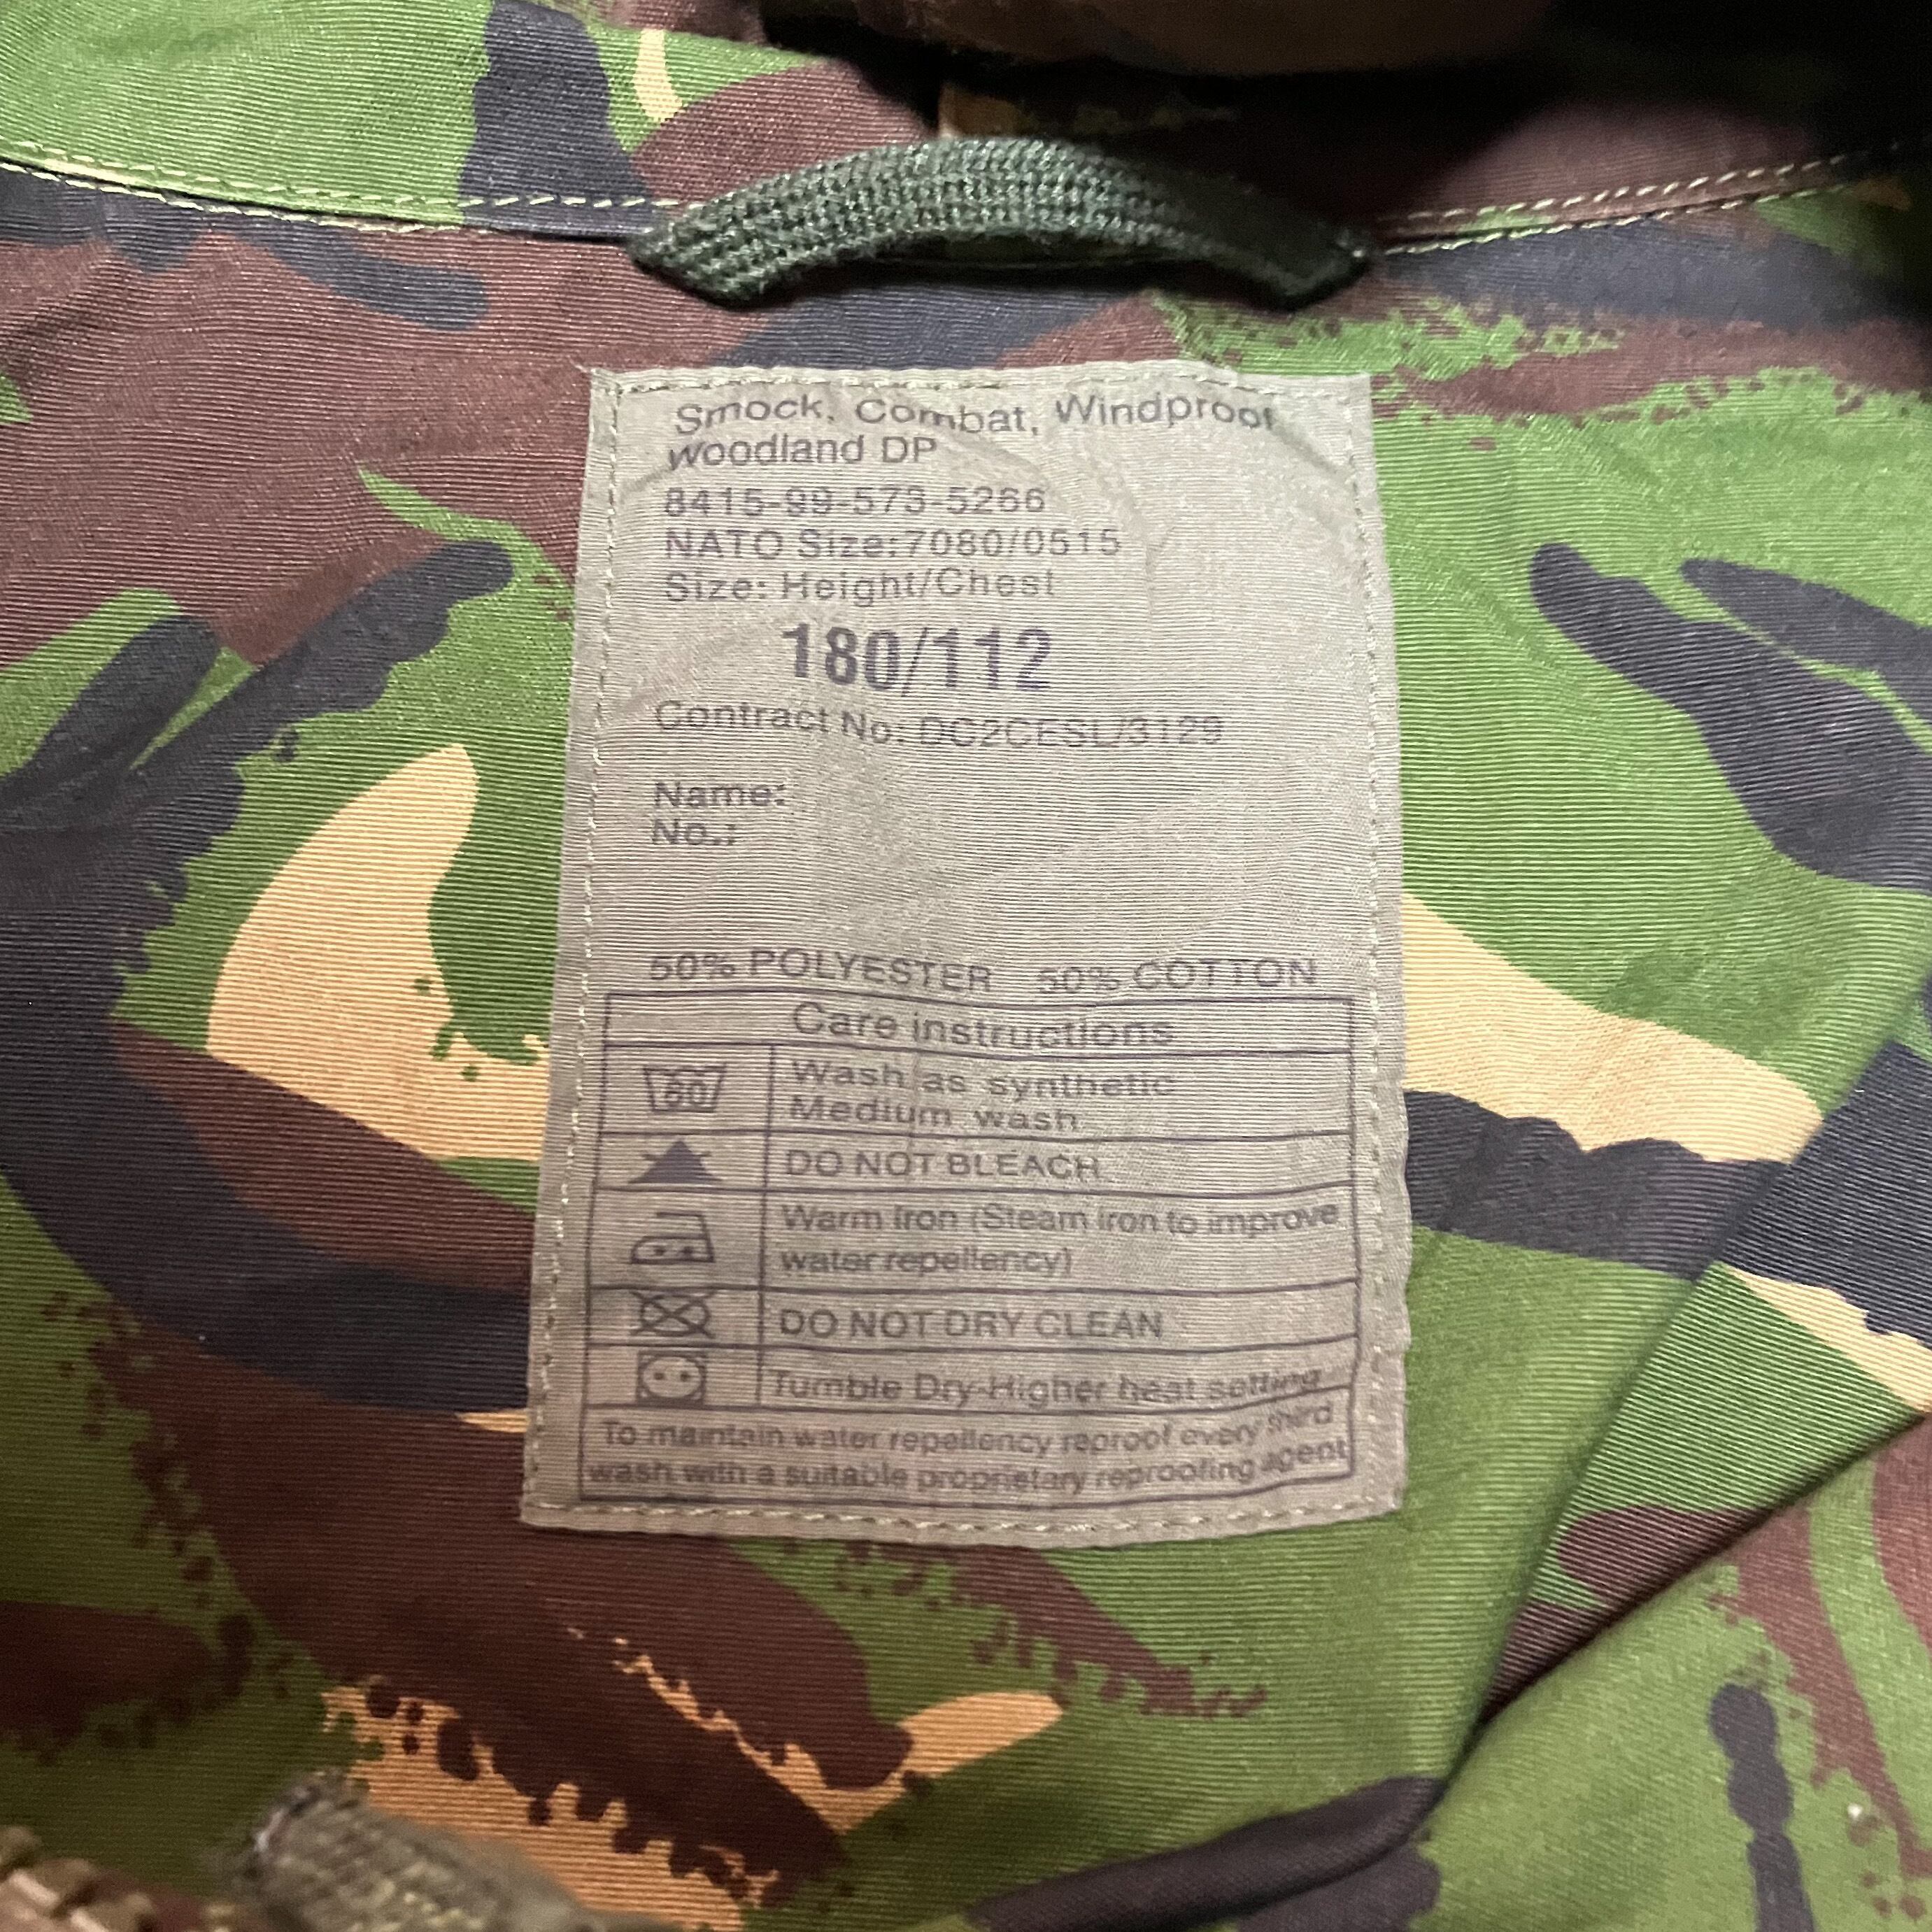 Smock, Combat, Windproof
Woodland DP
8415-99-573-5266
NATO Size:7080/0515
Size: Height/Chest
180/112
Contract No: DC2CESL/3129
Name:
No.:
50% POLYESTER 50% COTTON
Care instructions
60 Wash as synthetic
Medium wash
DO NOT BLEACH
Warm Iron (Steam iron to improve
water repellency)
DO NOT DRY CLEAN
Tumble Dry-Higher heat setting
To maintain water repellency reproof every third
wash with a suitable proprietary reproofing agent